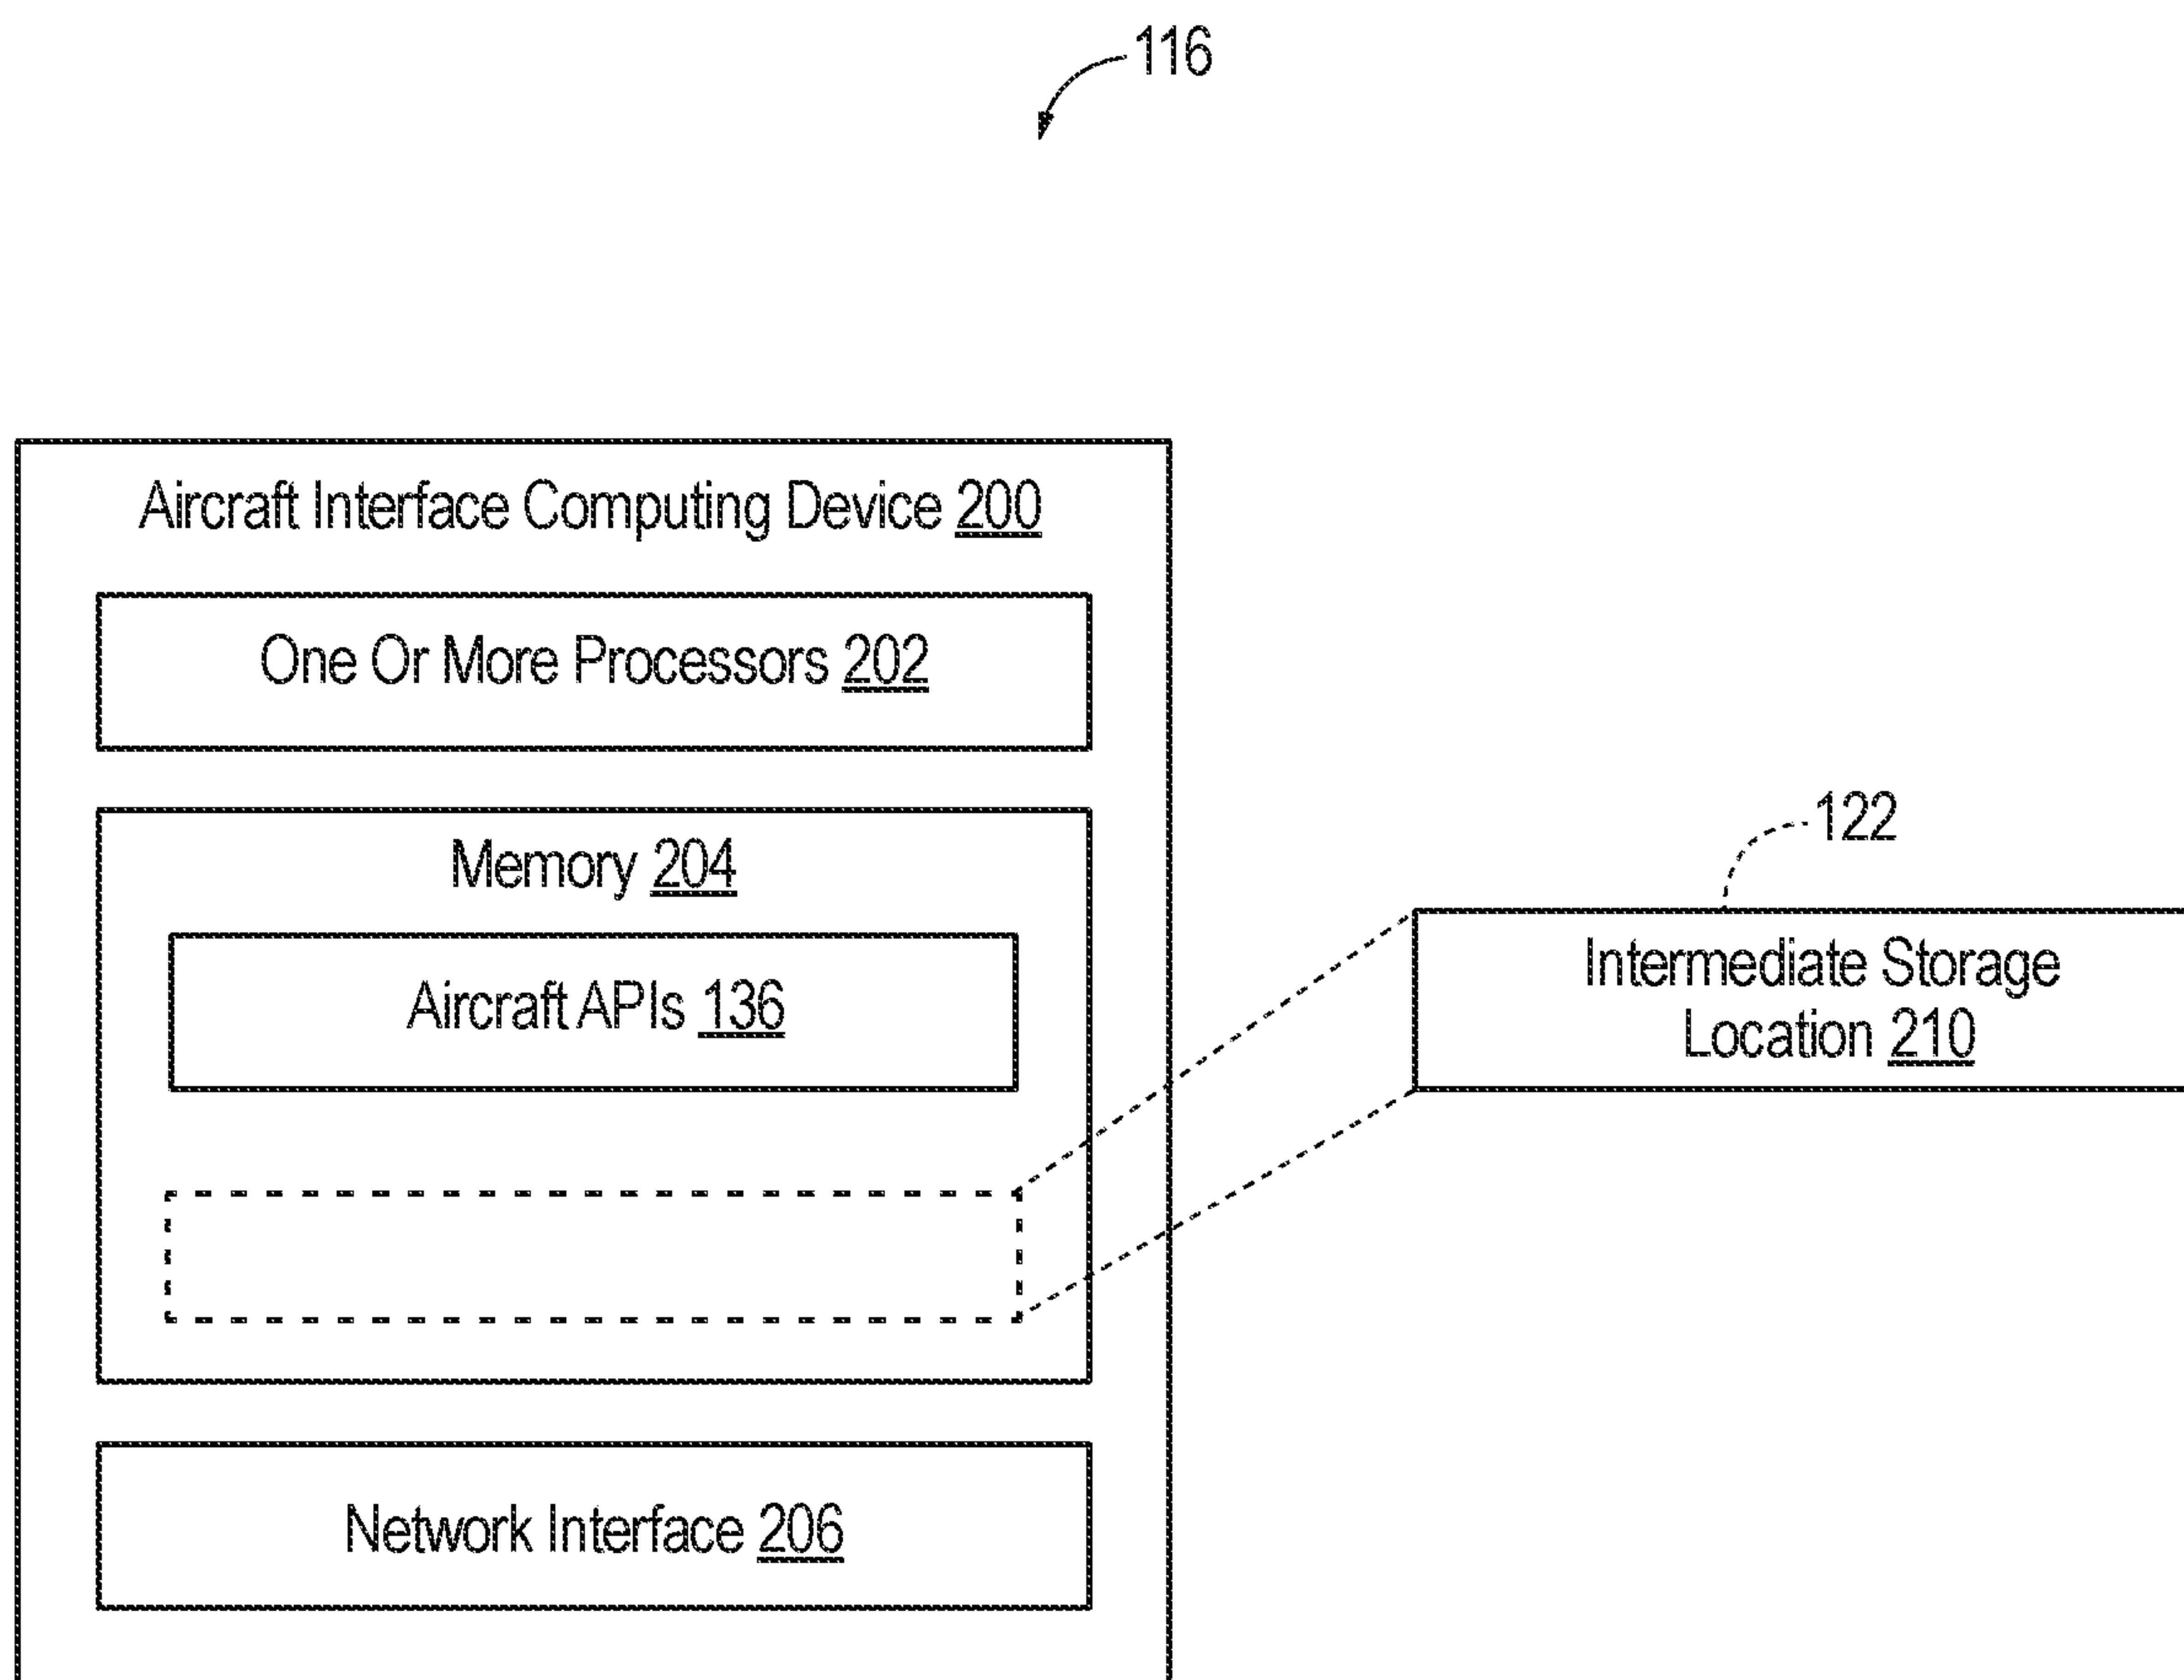 116
Aircraft Interface Computing Device 200
One Or More Processors 202
Memory 204
Aircraft APIs 136
122
Intermediate Storage
Location 210
Network Interface 206